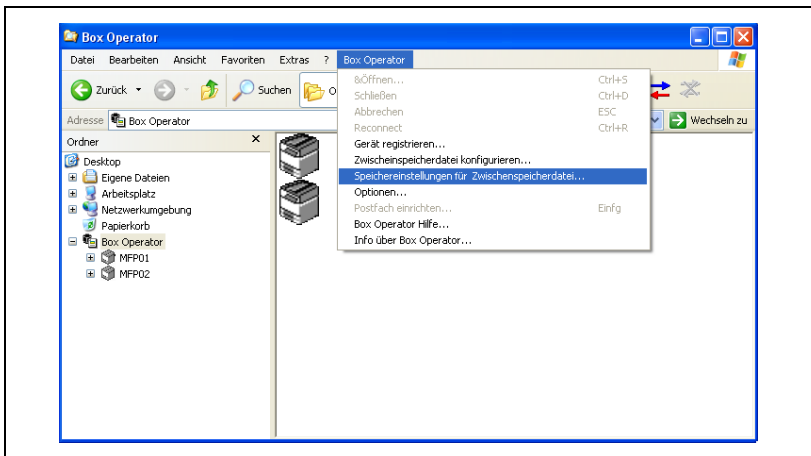 Box Operator
Datei Bearbeiten Ansicht Favoriten Extras ? Box Operator
Zurück Suchen O
Adresse Box Operator Wechseln zu
Ordner ×
Desktop
Eigene Dateien
Arbeitsplatz
Netzwerkumgebung
Papierkorb
Box Operator
MFP01
MFP02
&Öffnen... Ctrl+S
Schließen Ctrl+D
Abbrechen ESC
Reconnect Ctrl+R
Gerät registrieren...
Zwischeinspeicherdatei konfigurieren...
Speichereinstellungen für Zwischenspeicherdatei...
Optionen...
Postfach einrichten... Einfg
Box Operator Hilfe...
Info über Box Operator...